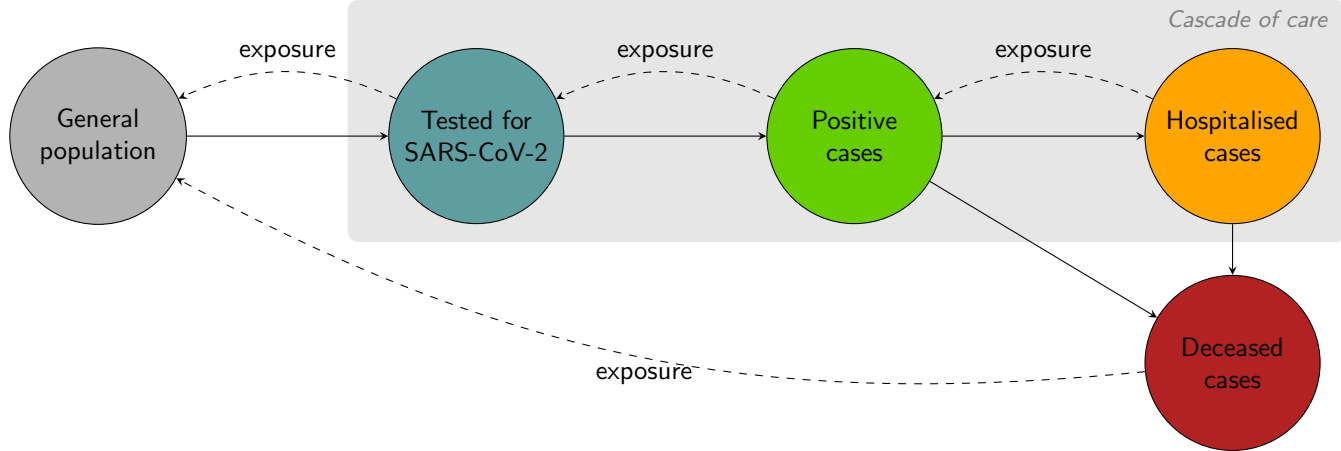 Cascade of care
exposure
exposure
exposure
General
population
Tested for
SARS-CoV-2
Positive
cases
Hospitalised
cases
Deceased
cases
exposure